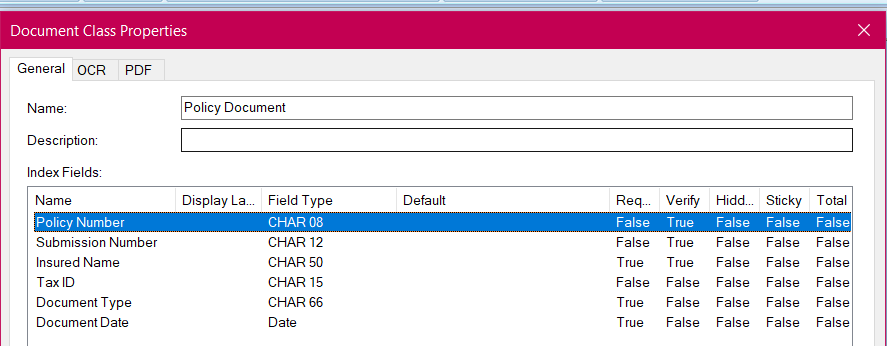 Document Class Properties
General OCR PDF
Name: Policy Document
Description:
Index Fields:
Name Display La... Field Type Default Req... Verify Hidd... Sticky Total
Policy Number CHAR 08 False True False False False
Submission Number CHAR 12 False True False False False
Insured Name CHAR 50 True True False False False
Tax ID CHAR 15 False False False False False
Document Type CHAR 66 True False False False False
Document Date Date True False False False False